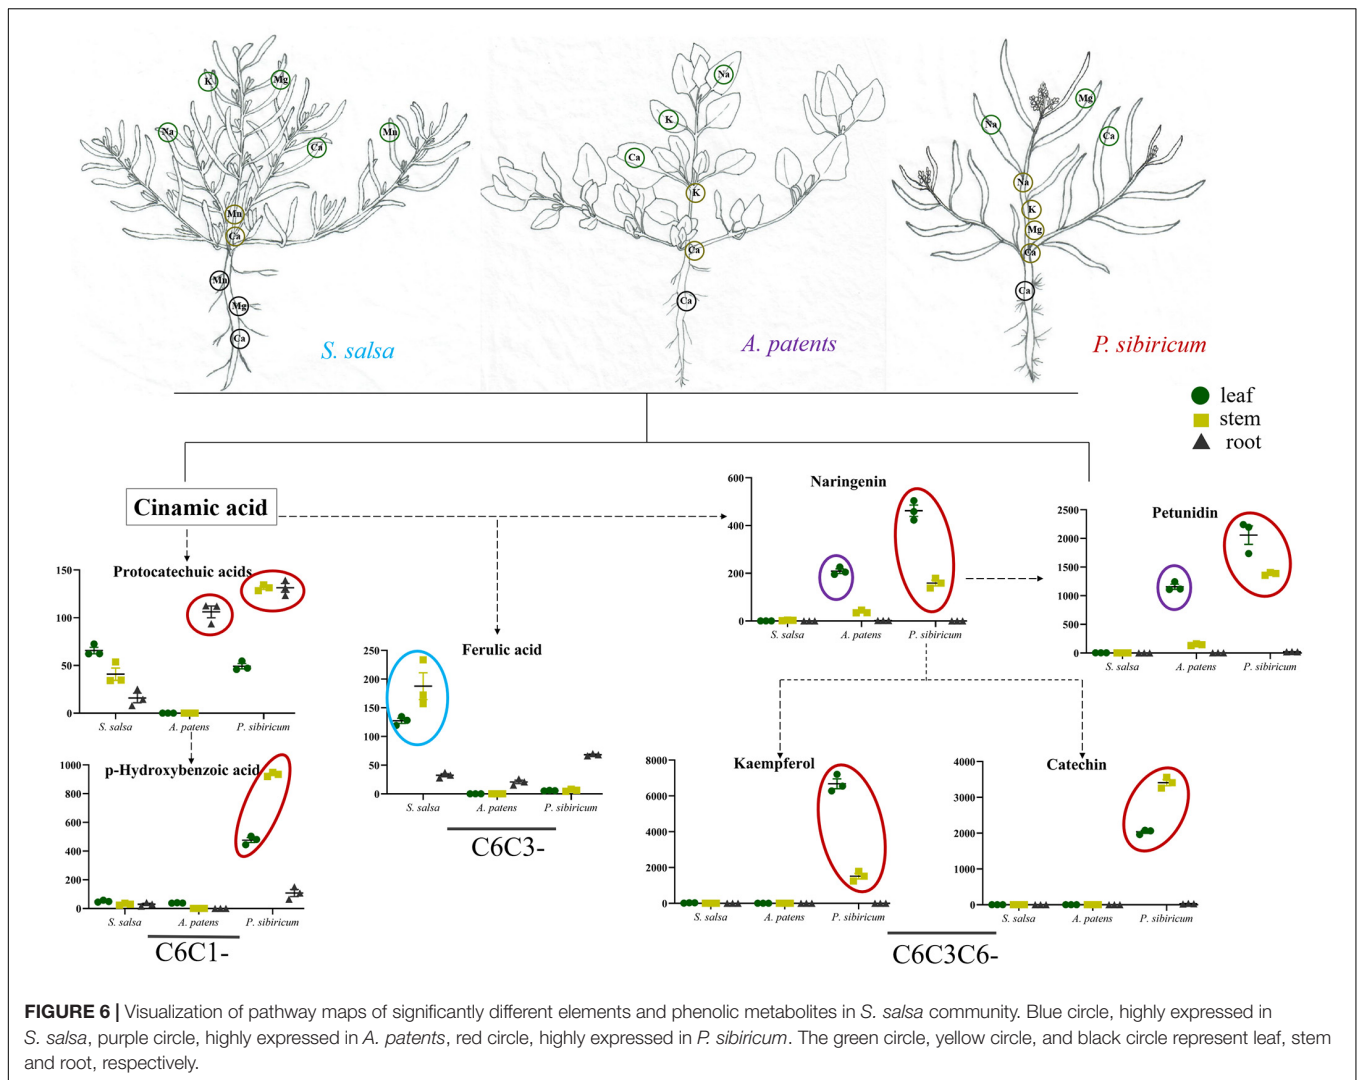 K
Mg
Na
Mn
Ca
Mn
Ca
Mn
Mg
Ca
S. salsa
Na
K
Ca
K
Ca
Ca
A. patents
Mg
Na
Ca
Na
K
Mg
Ca
Ca
P. sibiricum
leaf
stem
root
Cinamic acid
Protocatechuic acids
150
100
50
0
S. salsa A. patens P. sibiricum
p-Hydroxybenzoic acid
1000
800
600
400
200
0
S. salsa A. patens P. sibiricum
C6C1-
Ferulic acid
250
200
150
100
50
0
S. salsa A. patens P. sibiricum
C6C3-
Naringenin
600
400
200
0
S. salsa A. patens P. sibiricum
Petunidin
2500
2000
1500
1000
500
0
S. salsa A. patens P. sibiricum
Kaempferol
8000
6000
4000
2000
0
S. salsa A. patens P. sibiricum
Catechin
4000
3000
2000
1000
0
S. salsa A. patens P. sibiricum
C6C3C6-
FIGURE 6 | Visualization of pathway maps of significantly different elements and phenolic metabolites in S. salsa community. Blue circle, highly expressed in
S. salsa, purple circle, highly expressed in A. patents, red circle, highly expressed in P. sibiricum. The green circle, yellow circle, and black circle represent leaf, stem
and root, respectively.